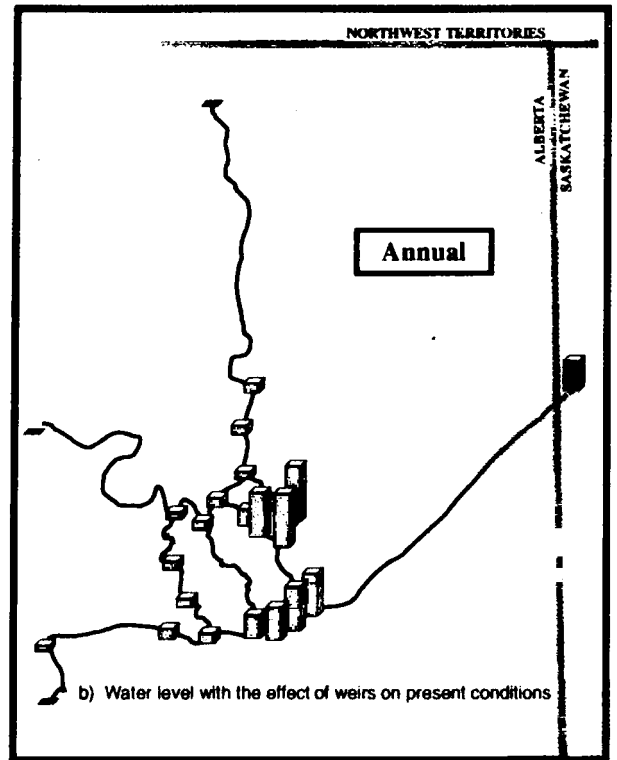 NORTHWEST TERRITORIES
ALBERTA
SASKATCHEWAN
Annual
b) Water level with the effect of weirs on present conditions